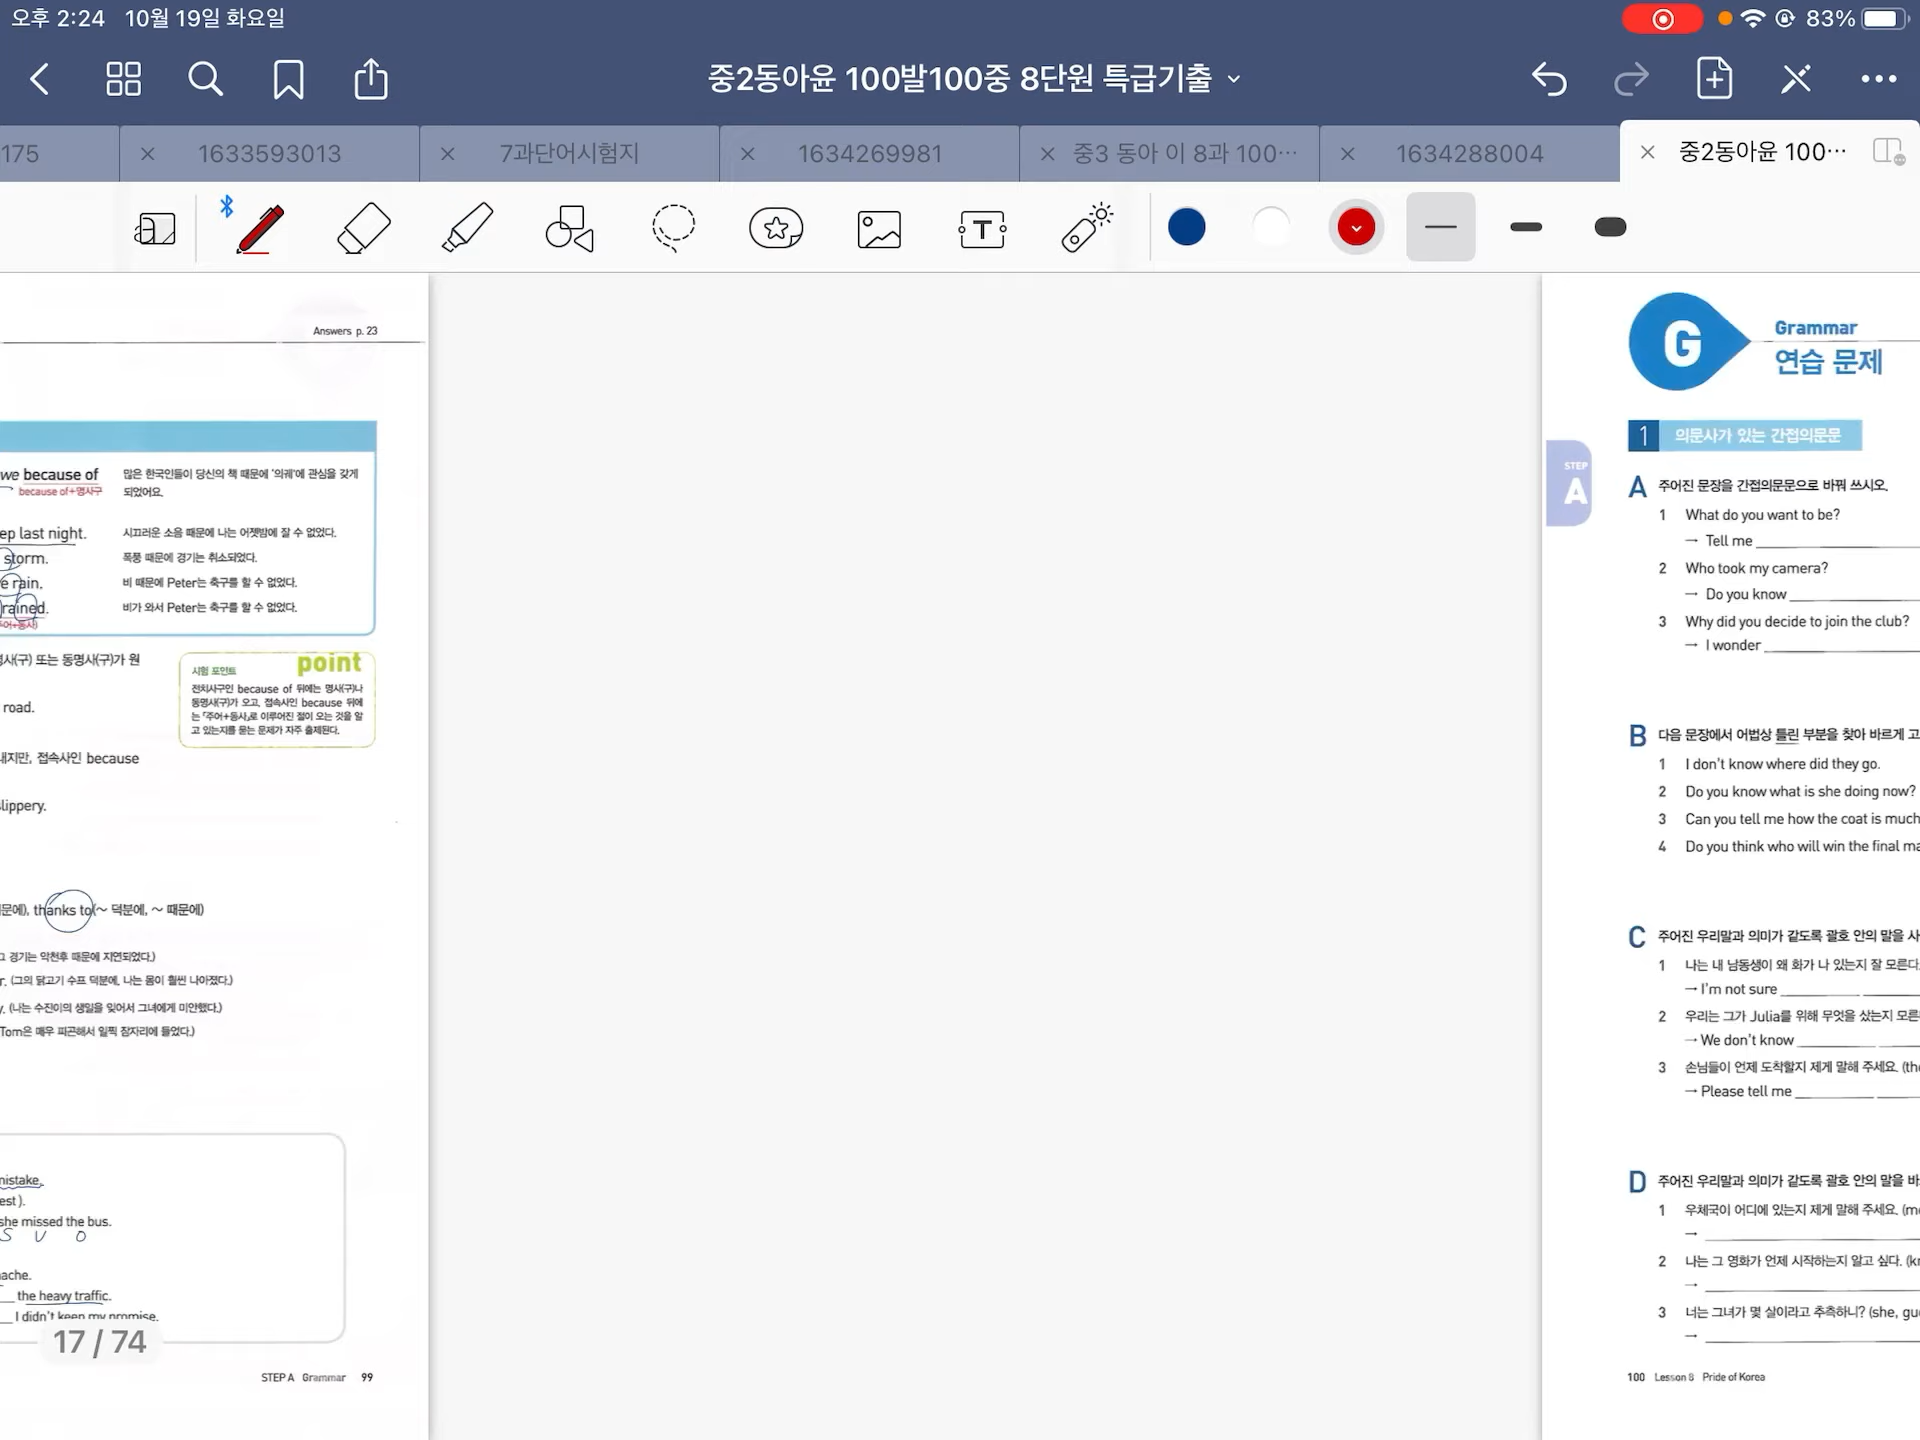 오후 2:24 10월 19일 화요일
83%
중2동아윤 100발100중 8단원 특급기출
175
1633593013
7과단어시험지
1634269981
중3 동아 이 8과 100…
1634288004
중2동아윤 100…
Answers p. 23
we because of 많은 한국인들이 당신의 책 때문에 '의궤'에 관심을 갖게
because of+명사구 되었어요.
ep last night. 시끄러운 소음 때문에 나는 어젯밤에 잘 수 없었다.
storm. 폭풍 때문에 경기는 취소되었다.
e rain. 비 때문에 Peter는 축구를 할 수 없었다.
rained. 비가 와서 Peter는 축구를 할 수 없었다.
주어+동사
명사(구) 또는 동명사(구)가 원
시험 포인트 point
전치사구인 because of 뒤에는 명사(구)나
동명사(구)가 오고, 접속사인 because 뒤에
는 「주어+동사」로 이루어진 절이 오는 것을 알
고 있는지를 묻는 문제가 자주 출제된다.
road.
내지만, 접속사인 because
slippery.
문에), thanks to(~ 덕분에, ~ 때문에)
그 경기는 악천후 때문에 지연되었다.)
r. (그의 닭고기 수프 덕분에, 나는 몸이 훨씬 나아졌다.)
y. (나는 수진이의 생일을 잊어서 그녀에게 미안했다.)
Tom은 매우 피곤해서 일찍 잠자리에 들었다.)
mistake.
est ).
she missed the bus.
S V O
ache.
the heavy traffic.
I didn't keep my promise.
17 / 74
STEP A Grammar 99
G
Grammar
연습 문제
1 의문사가 있는 간접의문문
STEP
A
A 주어진 문장을 간접의문문으로 바꿔 쓰시오.
1 What do you want to be?
→ Tell me
2 Who took my camera?
→ Do you know
3 Why did you decide to join the club?
→ I wonder
B 다음 문장에서 어법상 틀린 부분을 찾아 바르게 고
1 I don't know where did they go.
2 Do you know what is she doing now?
3 Can you tell me how the coat is much
4 Do you think who will win the final ma
C 주어진 우리말과 의미가 같도록 괄호 안의 말을 사
1 나는 내 남동생이 왜 화가 나 있는지 잘 모른다.
→ I'm not sure
2 우리는 그가 Julia를 위해 무엇을 샀는지 모른
→ We don't know
3 손님들이 언제 도착할지 제게 말해 주세요. (the
→ Please tell me
D 주어진 우리말과 의미가 같도록 괄호 안의 말을 바
1 우체국이 어디에 있는지 제게 말해 주세요. (me
→
2 나는 그 영화가 언제 시작하는지 알고 싶다. (kn
→
3 너는 그녀가 몇 살이라고 추측하니? (she, gue
→
100 Lesson 8 Pride of Korea